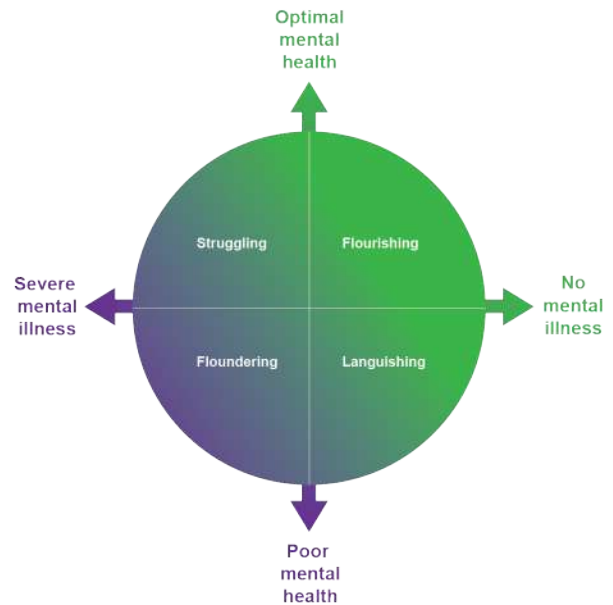 Optimal
mental
health
Struggling
Flourishing
Severe
mental
illness
No
mental
illness
Floundering
Languishing
Poor
mental
health